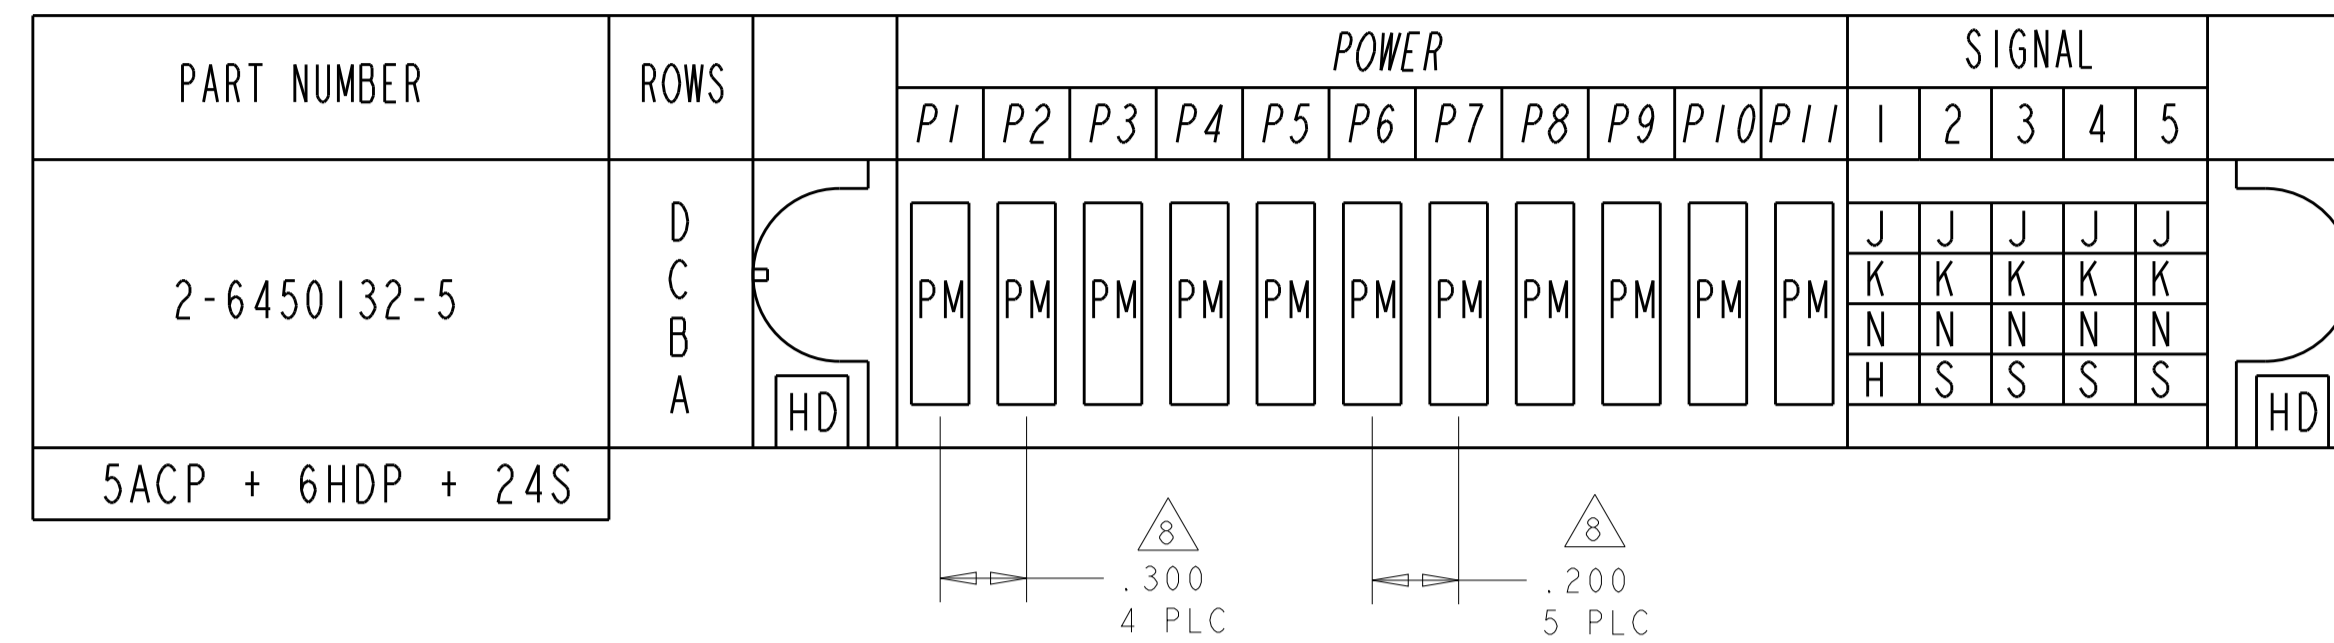 PART NUMBER ROWS POWER SIGNAL
P1 P2 P3 P4 P5 P6 P7 P8 P9 P10 P11 1 2 3 4 5
D J J J J J
C K K K K K
2-6450132-5 PM PM PM PM PM PM PM PM PM PM PM
B N N N N N
A H S S S S
HD HD
5ACP + 6HDP + 24S
8 8
.300 .200
4 PLC 5 PLC